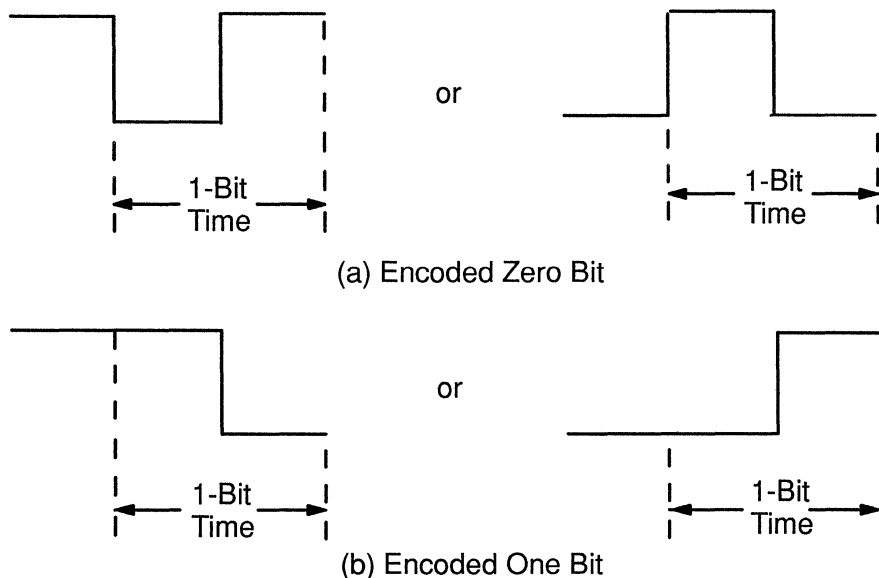 or
1-Bit
Time
1-Bit
Time
(a) Encoded Zero Bit
or
1-Bit
Time
1-Bit
Time
(b) Encoded One Bit